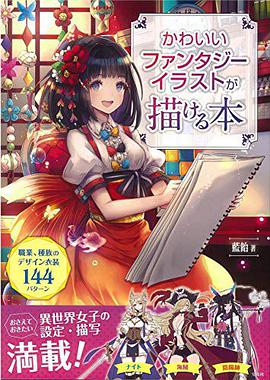 かわいい
ファンタジー
イラストが
描ける本
藍飴 著
職業、種族の
デザイン衣装
144
パターン
おさえて
おきたい
異世界女子の
設定・描写
満載！
ナイト
海賊
陰陽師